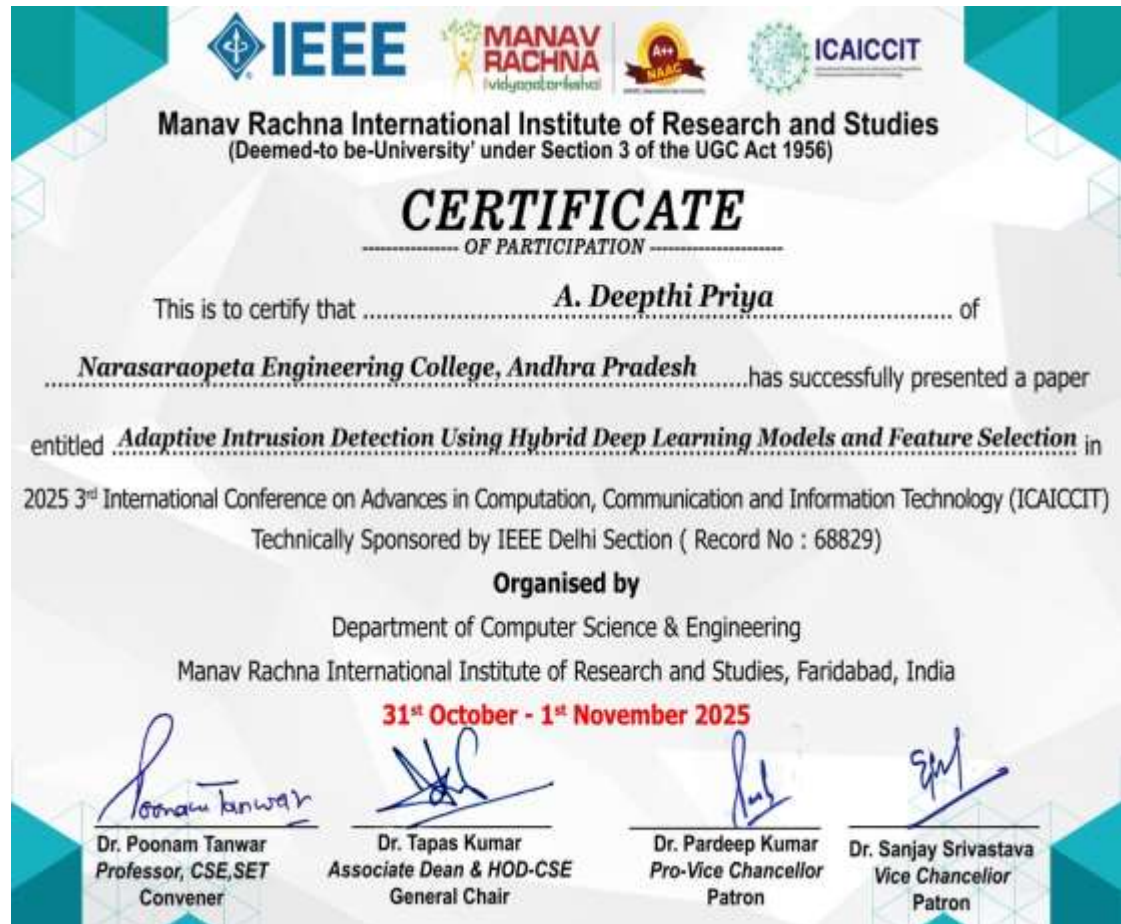 IEEE
MANAV
RACHNA
vidyanatariksha
A++
NAAC
ICAICCIT
Manav Rachna International Institute of Research and Studies
(Deemed-to be-University' under Section 3 of the UGC Act 1956)
CERTIFICATE
OF PARTICIPATION
This is to certify that A. Deepthi Priya of
Narasaraopeta Engineering College, Andhra Pradesh has successfully presented a paper
entitled Adaptive Intrusion Detection Using Hybrid Deep Learning Models and Feature Selection in
2025 3rd International Conference on Advances in Computation, Communication and Information Technology (ICAICCIT)
Technically Sponsored by IEEE Delhi Section ( Record No : 68829)
Organised by
Department of Computer Science & Engineering
Manav Rachna International Institute of Research and Studies, Faridabad, India
31st October - 1st November 2025
Poonam Tanwar
Dr. Poonam Tanwar
Professor, CSE,SET
Convener
Dr. Tapas Kumar
Associate Dean & HOD-CSE
General Chair
Dr. Pardeep Kumar
Pro-Vice Chancellor
Patron
Dr. Sanjay Srivastava
Vice Chancellor
Patron